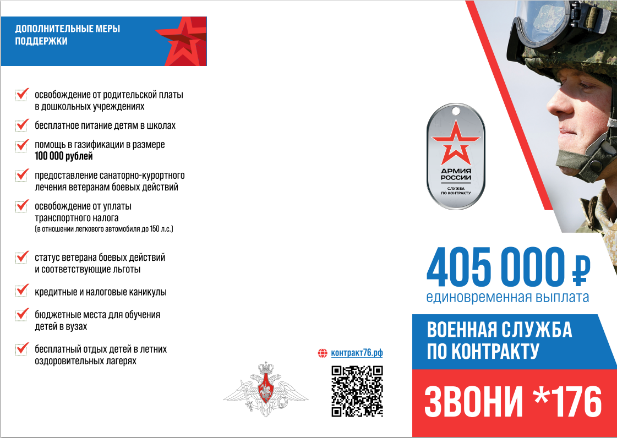 ДОПОЛНИТЕЛЬНЫЕ МЕРЫ
ПОДДЕРЖКИ
освобождение от родительской платы
в дошкольных учреждениях
бесплатное питание детям в школах
помощь в газификации в размере
100 000 рублей
предоставление санаторно-курортного
лечения ветеранам боевых действий
освобождение от уплаты
транспортного налога
(в отношении легкового автомобиля до 150 л.с.)
статус ветерана боевых действий
и соответствующие льготы
кредитные и налоговые каникулы
бюджетные места для обучения
детей в вузах
бесплатный отдых детей в летних
оздоровительных лагерях
контракт76.рф
АРМИЯ
РОССИИ
СЛУЖБА
ПО КОНТРАКТУ
405 000 ₽
единовременная выплата
ВОЕННАЯ СЛУЖБА
ПО КОНТРАКТУ
ЗВОНИ *176